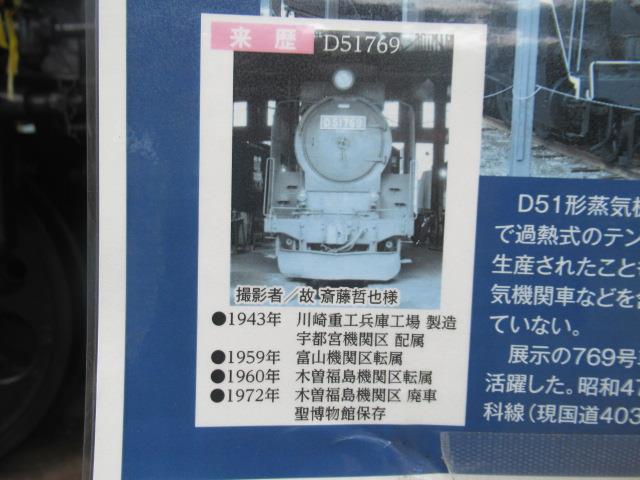 来歴 D51769
D51769
撮影者／故 斎藤哲也様
●1943年 川崎重工兵庫工場 製造
宇都宮機関区 配属
●1959年 富山機関区転属
●1960年 木曽福島機関区転属
●1972年 木曽福島機関区 廃車
聖博物館保存
D51形蒸気機
で過熱式のテン
生産されたこと
気機関車などを
ていない。
展示の769号
活躍した。昭和4
科線（現国道403